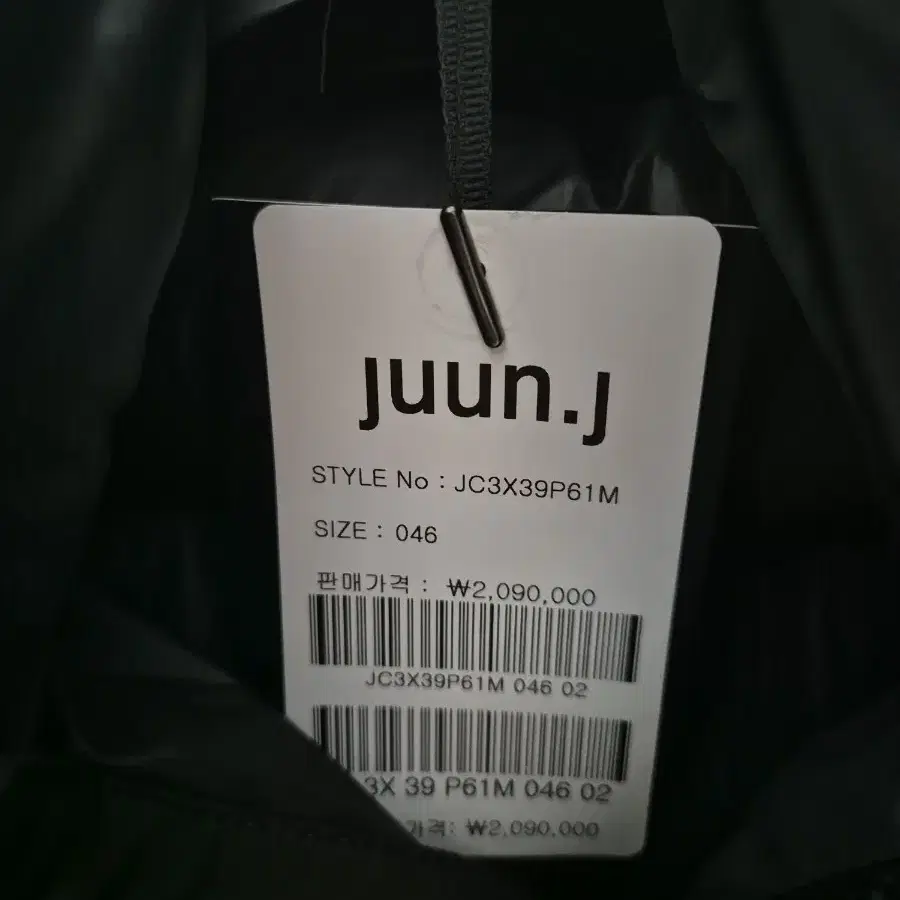 juun.j
STYLE No : JC3X39P61M
SIZE : 046
판매가격 : ₩2,090,000
JC3X39P61M 046 02
3X 39 P61M 046 02
가격: ₩2,090,000